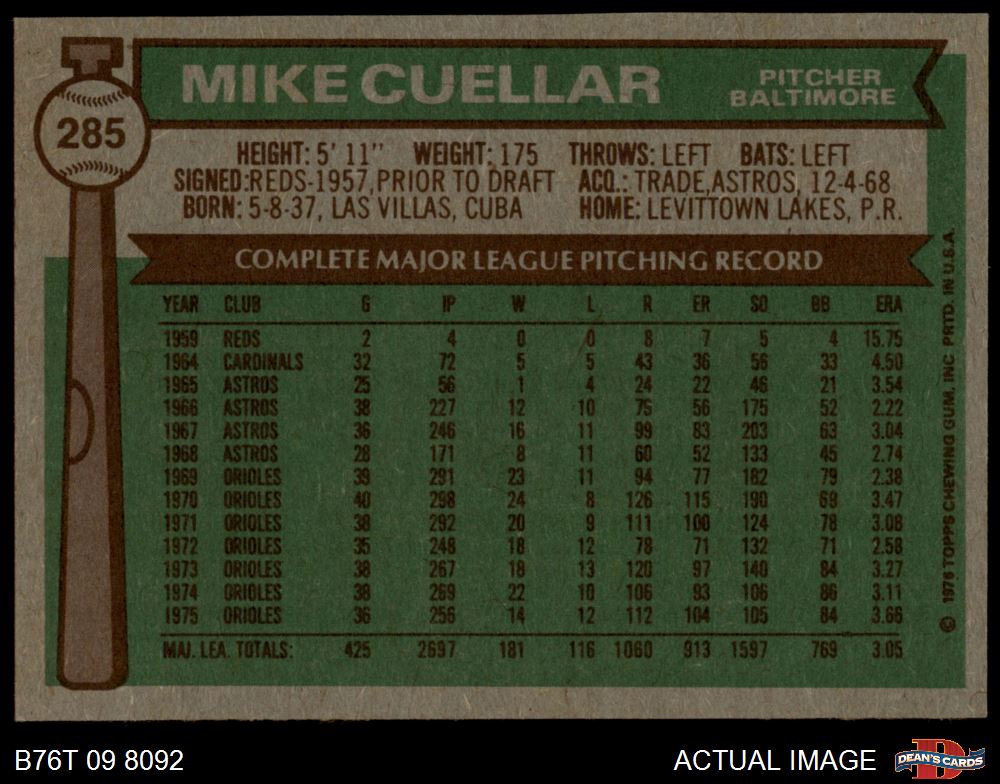 MIKE CUELLAR
PITCHER
BALTIMORE
285
HEIGHT: 5' 11" WEIGHT: 175 THROWS: LEFT BATS: LEFT
SIGNED:REDS-1957,PRIOR TO DRAFT ACQ.: TRADE,ASTROS, 12-4-68
BORN: 5-8-37, LAS VILLAS, CUBA HOME: LEVITTOWN LAKES, P.R.
COMPLETE MAJOR LEAGUE PITCHING RECORD
YEAR CLUB G IP W L R ER SO BB ERA
1959 REDS 2 4 0 0 8 7 5 4 15.75
1964 CARDINALS 32 72 5 5 43 36 56 33 4.50
1965 ASTROS 25 56 1 4 24 22 46 21 3.54
1966 ASTROS 38 227 12 10 75 56 175 52 2.22
1967 ASTROS 36 246 16 11 99 83 203 63 3.04
1968 ASTROS 28 171 8 11 60 52 133 45 2.74
1969 ORIOLES 39 291 23 11 94 77 182 79 2.38
1970 ORIOLES 40 298 24 8 126 115 190 69 3.47
1971 ORIOLES 38 292 20 9 111 100 124 78 3.08
1972 ORIOLES 35 248 18 12 78 71 132 71 2.58
1973 ORIOLES 38 267 18 13 120 97 140 84 3.27
1974 ORIOLES 38 269 22 10 106 93 106 86 3.11
1975 ORIOLES 36 256 14 12 112 104 105 84 3.66
MAJ. LEA. TOTALS: 425 2697 181 116 1060 913 1597 769 3.05
© 1976 TOPPS CHEWING GUM, INC PRTD. IN U.S.A.
B76T 09 8092
ACTUAL IMAGE
D
DEAN'S CARDS